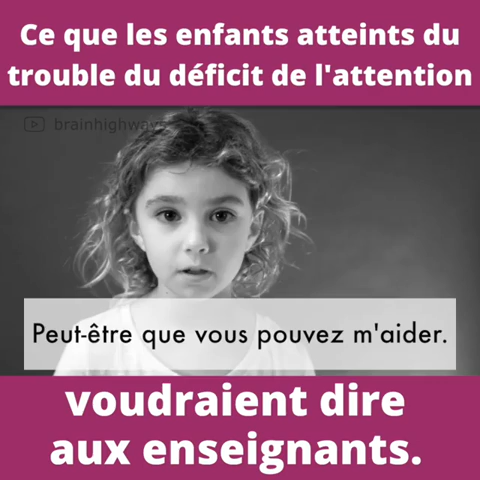 Ce que les enfants atteints du
trouble du déficit de l'attention
brainhighways
Peut-être que vous pouvez m'aider.
voudraient dire
aux enseignants.